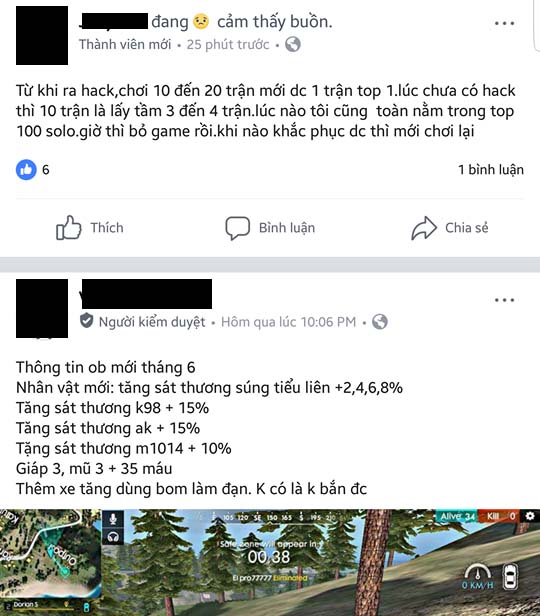 đang 😟 cảm thấy buồn.
Thành viên mới • 25 phút trước •
Từ khi ra hack,chơi 10 đến 20 trận mới dc 1 trận top 1.lúc chưa có hack
thì 10 trận là lấy tầm 3 đến 4 trận.lúc nào tôi cũng toàn nằm trong top
100 solo.giờ thì bỏ game rồi.khi nào khắc phục dc thì mới chơi lại
6 1 bình luận
Thích Bình luận Chia sẻ
Người kiểm duyệt • Hôm qua lúc 10:06 PM •
Thông tin ob mới tháng 6
Nhân vật mới: tăng sát thương súng tiểu liên +2,4,6,8%
Tăng sát thương k98 + 15%
Tăng sát thương ak + 15%
Tặng sát thương m1014 + 10%
Giáp 3, mũ 3 + 35 máu
Thêm xe tăng dùng bom làm đạn. K có là k bắn đc
105 120 SE 150 165 S 195 210
Alive: 34 Kill 0
Safe zone will appear in
00:38
El pro77777 Eliminated
0 KM/H
Dorian S